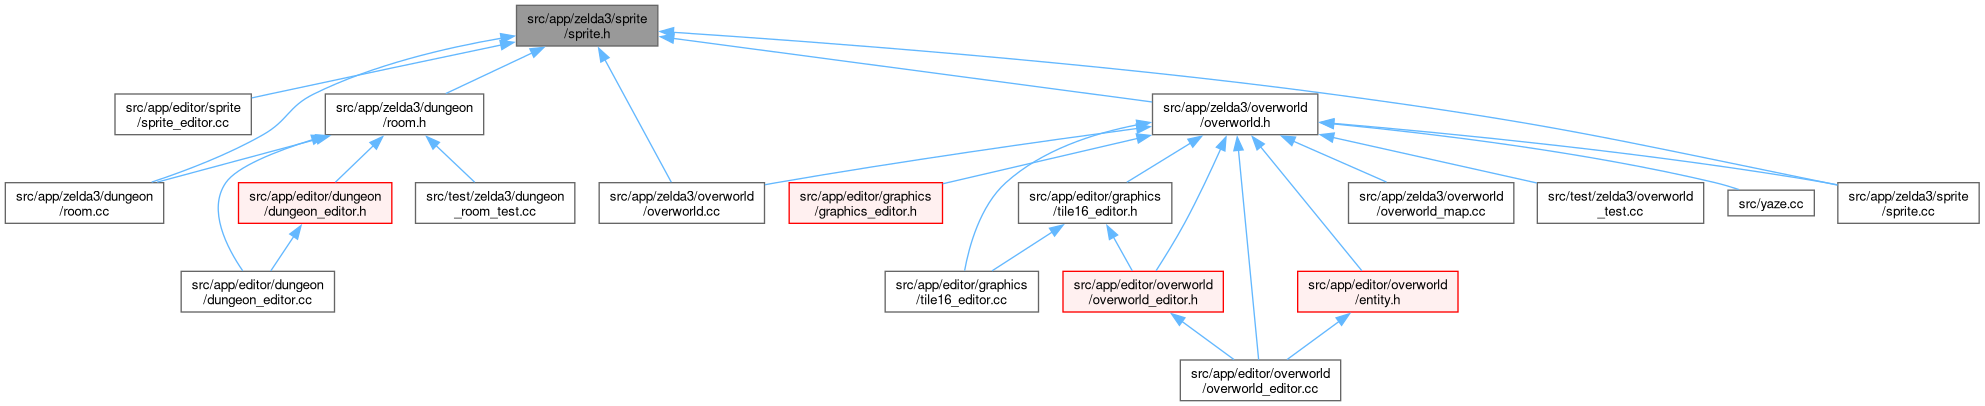 src/app/zelda3/sprite
/sprite.h
src/app/editor/sprite
/sprite_editor.cc
src/app/zelda3/dungeon
/room.h
src/app/zelda3/overworld
/overworld.h
src/app/zelda3/dungeon
/room.cc
src/app/editor/dungeon
/dungeon_editor.h
src/test/zelda3/dungeon
_room_test.cc
src/app/zelda3/overworld
/overworld.cc
src/app/editor/graphics
/graphics_editor.h
src/app/editor/graphics
/tile16_editor.h
src/app/zelda3/overworld
/overworld_map.cc
src/test/zelda3/overworld
_test.cc
src/yaze.cc
src/app/zelda3/sprite
/sprite.cc
src/app/editor/dungeon
/dungeon_editor.cc
src/app/editor/graphics
/tile16_editor.cc
src/app/editor/overworld
/overworld_editor.h
src/app/editor/overworld
/entity.h
src/app/editor/overworld
/overworld_editor.cc